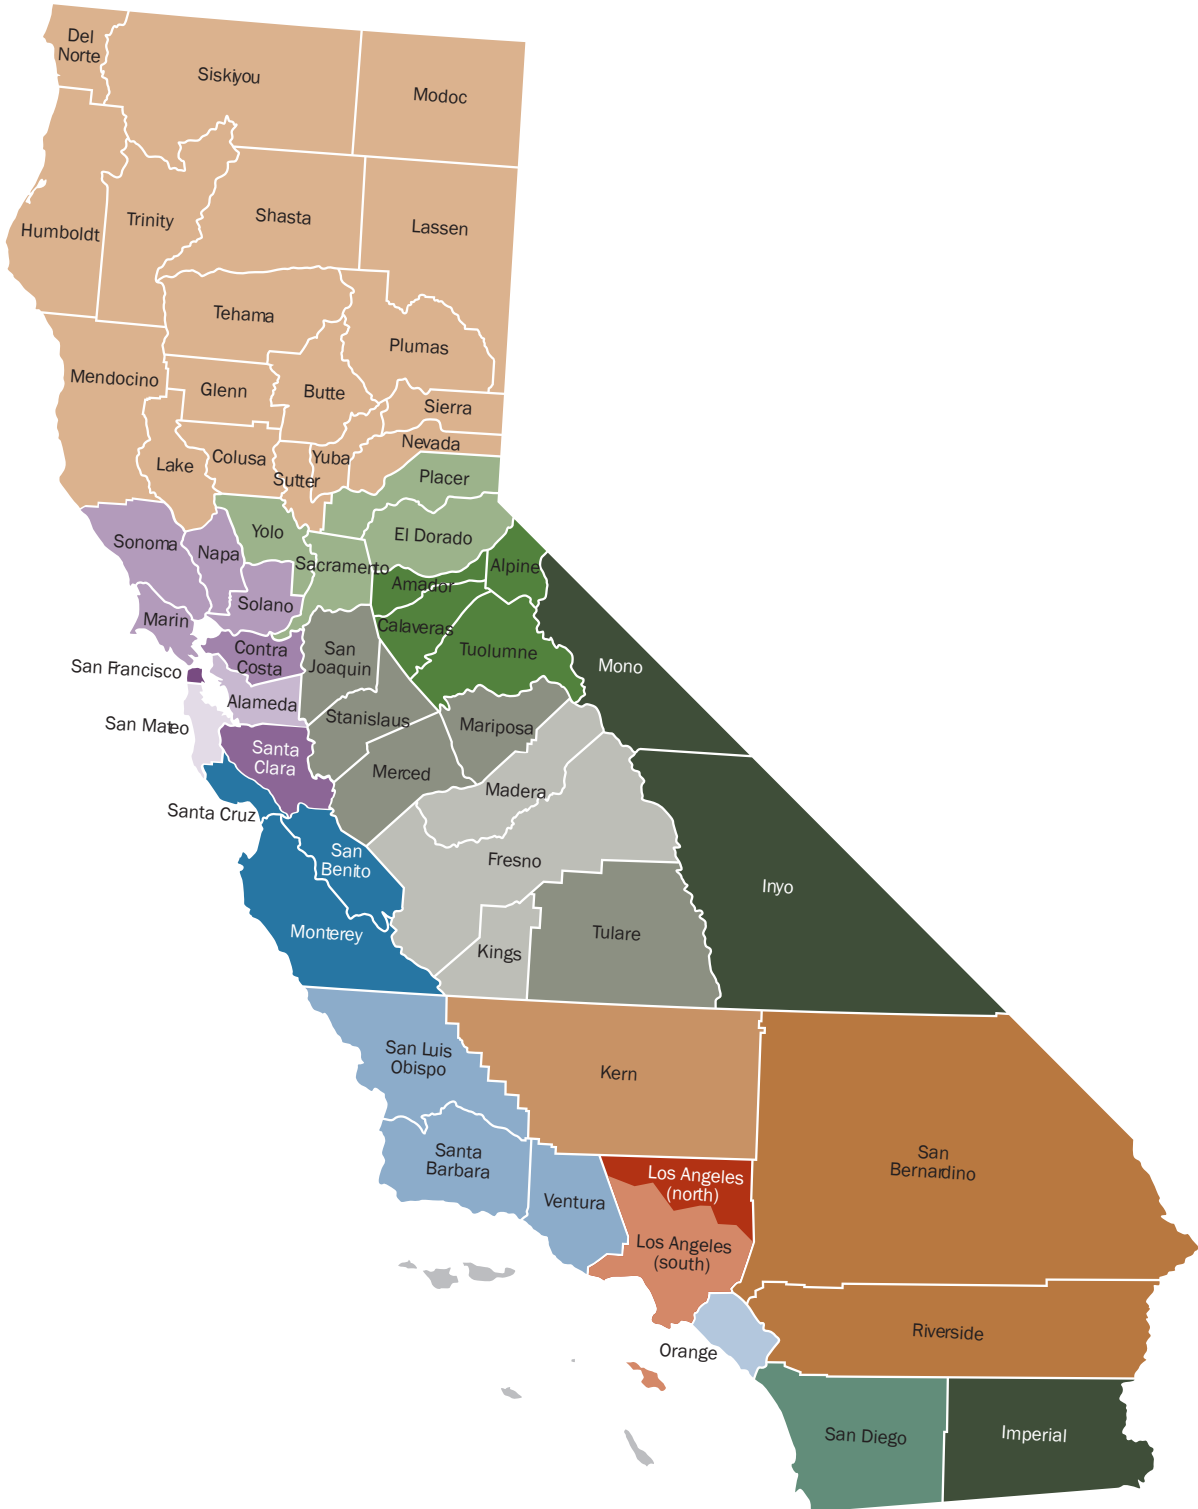 Del
Norte
Siskiyou
Modoc
Humboldt
Trinity
Shasta
Lassen
Tehama
Plumas
Mendocino
Glenn
Butte
Sierra
Lake
Colusa
Yuba
Nevada
Sutter
Placer
Sonoma
Napa
Yolo
El Dorado
Sacramento
Alpine
Amador
Solano
Marin
Calaveras
Contra
Costa
San
Joaquin
Tuolumne
Mono
San Francisco
Alameda
San Mateo
Stanislaus
Mariposa
Santa
Clara
Merced
Madera
Santa Cruz
San
Benito
Fresno
Inyo
Monterey
Kings
Tulare
San Luis
Obispo
Kern
Santa
Barbara
San
Bernardino
Ventura
Los Angeles
(north)
Los Angeles
(south)
Orange
Riverside
San Diego
Imperial